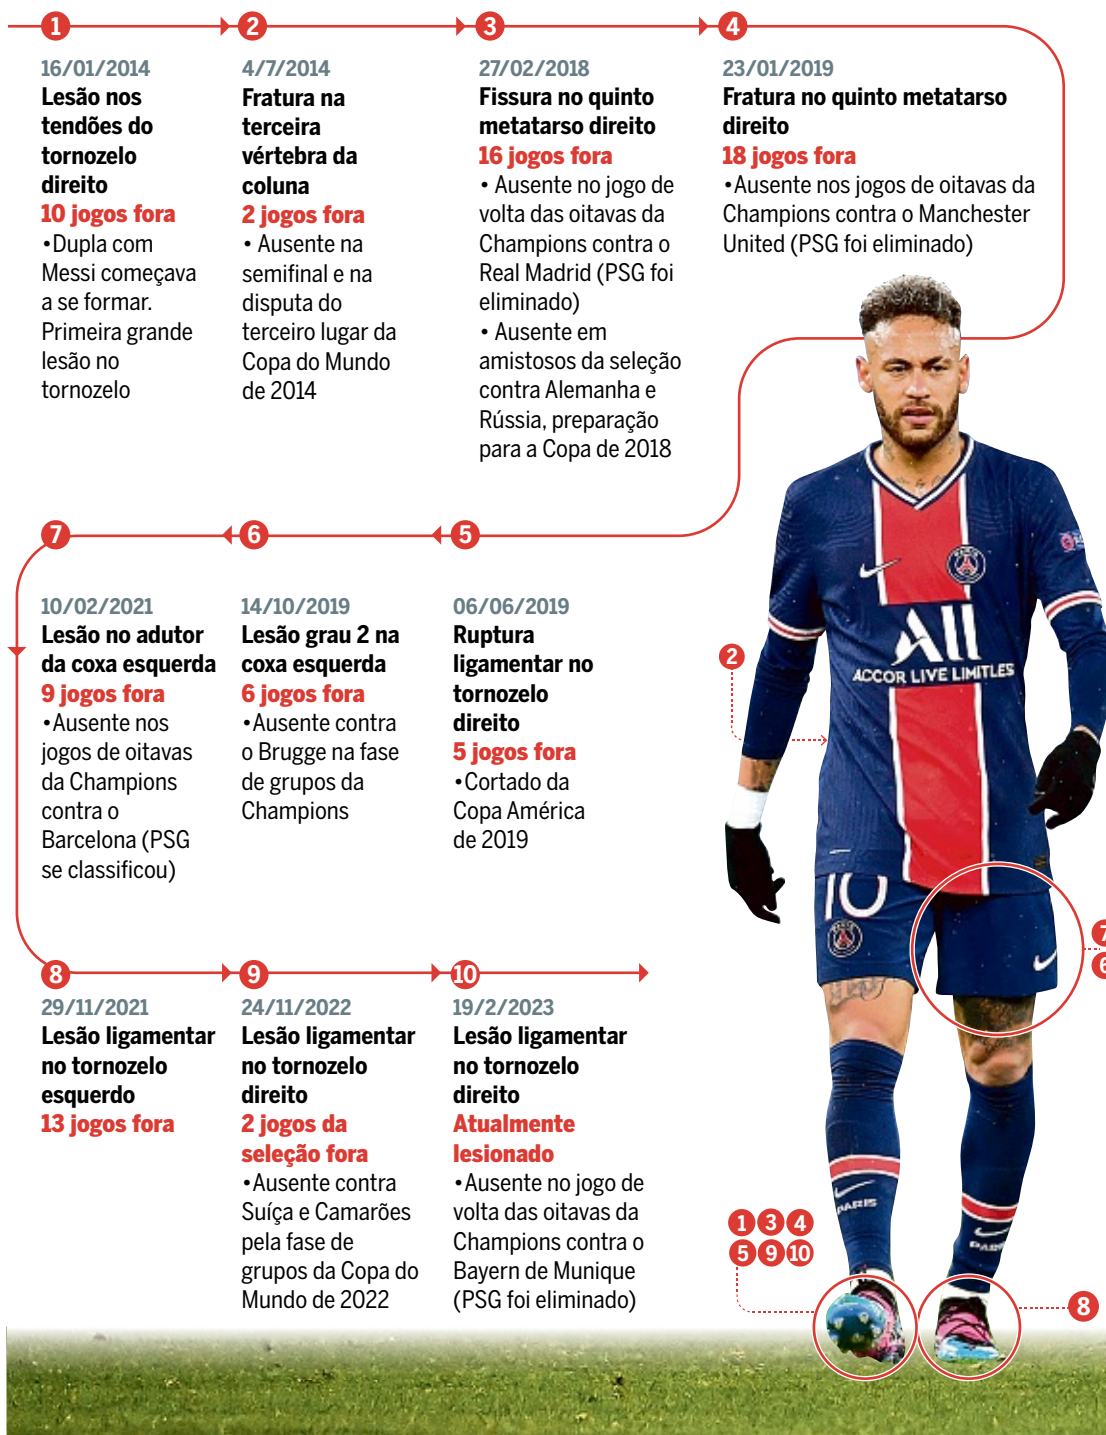 1
16/01/2014
Lesão nos
tendões do
tornozelo
direito
10 jogos fora
•Dupla com
Messi começava
a se formar.
Primeira grande
lesão no
tornozelo
2
4/7/2014
Fratura na
terceira
vértebra da
coluna
2 jogos fora
• Ausente na
semifinal e na
disputa do
terceiro lugar da
Copa do Mundo
de 2014
3
27/02/2018
Fissura no quinto
metatarso direito
16 jogos fora
• Ausente no jogo de
volta das oitavas da
Champions contra o
Real Madrid (PSG foi
eliminado)
• Ausente em
amistosos da seleção
contra Alemanha e
Rússia, preparação
para a Copa de 2018
4
23/01/2019
Fratura no quinto metatarso
direito
18 jogos fora
•Ausente nos jogos de oitavas da
Champions contra o Manchester
United (PSG foi eliminado)
5
06/06/2019
Ruptura
ligamentar no
tornozelo
direito
5 jogos fora
•Cortado da
Copa América
de 2019
6
14/10/2019
Lesão grau 2 na
coxa esquerda
6 jogos fora
•Ausente contra
o Brugge na fase
de grupos da
Champions
7
10/02/2021
Lesão no adutor
da coxa esquerda
9 jogos fora
•Ausente nos
jogos de oitavas
da Champions
contra o
Barcelona (PSG
se classificou)
8
29/11/2021
Lesão ligamentar
no tornozelo
esquerdo
13 jogos fora
9
24/11/2022
Lesão ligamentar
no tornozelo
direito
2 jogos da
seleção fora
•Ausente contra
Suíça e Camarões
pela fase de
grupos da Copa do
Mundo de 2022
10
19/2/2023
Lesão ligamentar
no tornozelo
direito
Atualmente
lesionado
•Ausente no jogo de
volta das oitavas da
Champions contra o
Bayern de Munique
(PSG foi eliminado)
PARIS
All
ACCOR LIVE LIMITLES
2
10
7
6
PARIS
PARIS
1 3 4
5 9 10
8